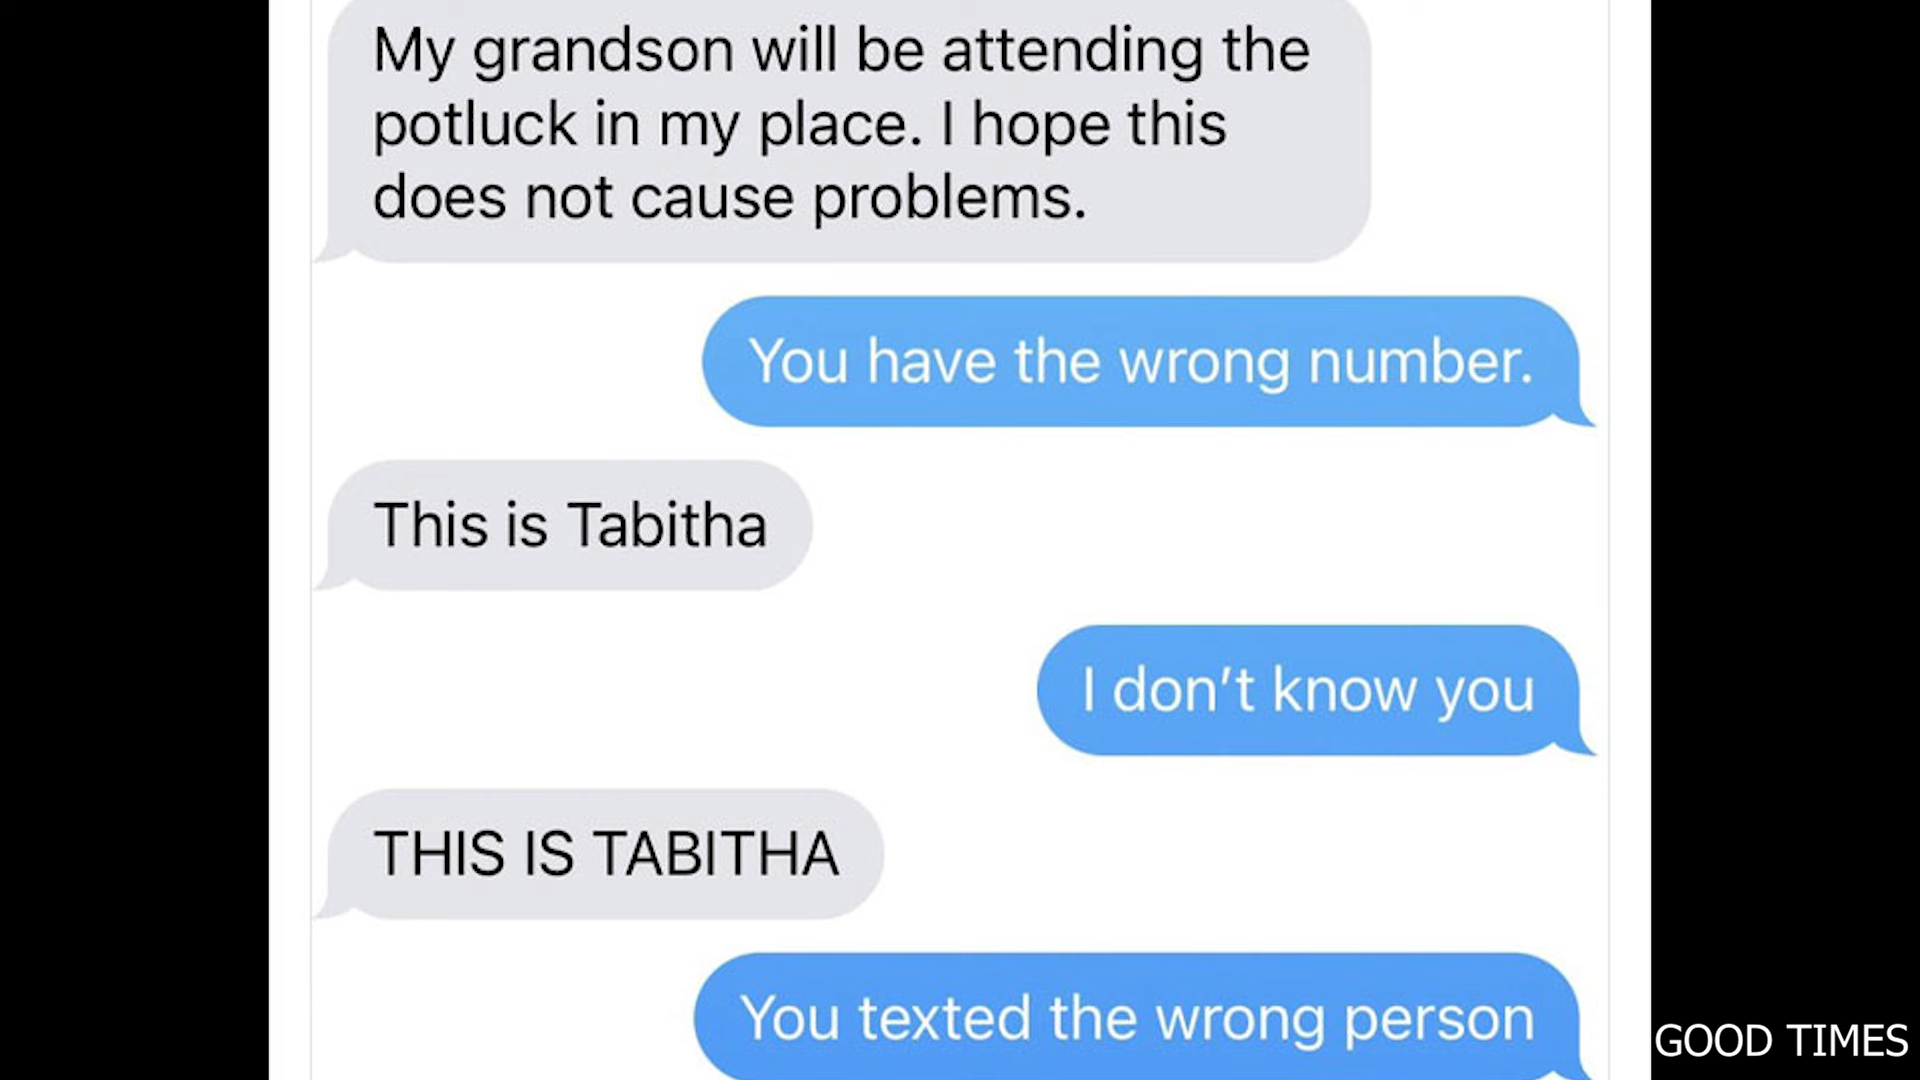 My grandson will be attending the
potluck in my place. I hope this
does not cause problems.
You have the wrong number.
This is Tabitha
I don’t know you
THIS IS TABITHA
You texted the wrong person
GOOD TIMES